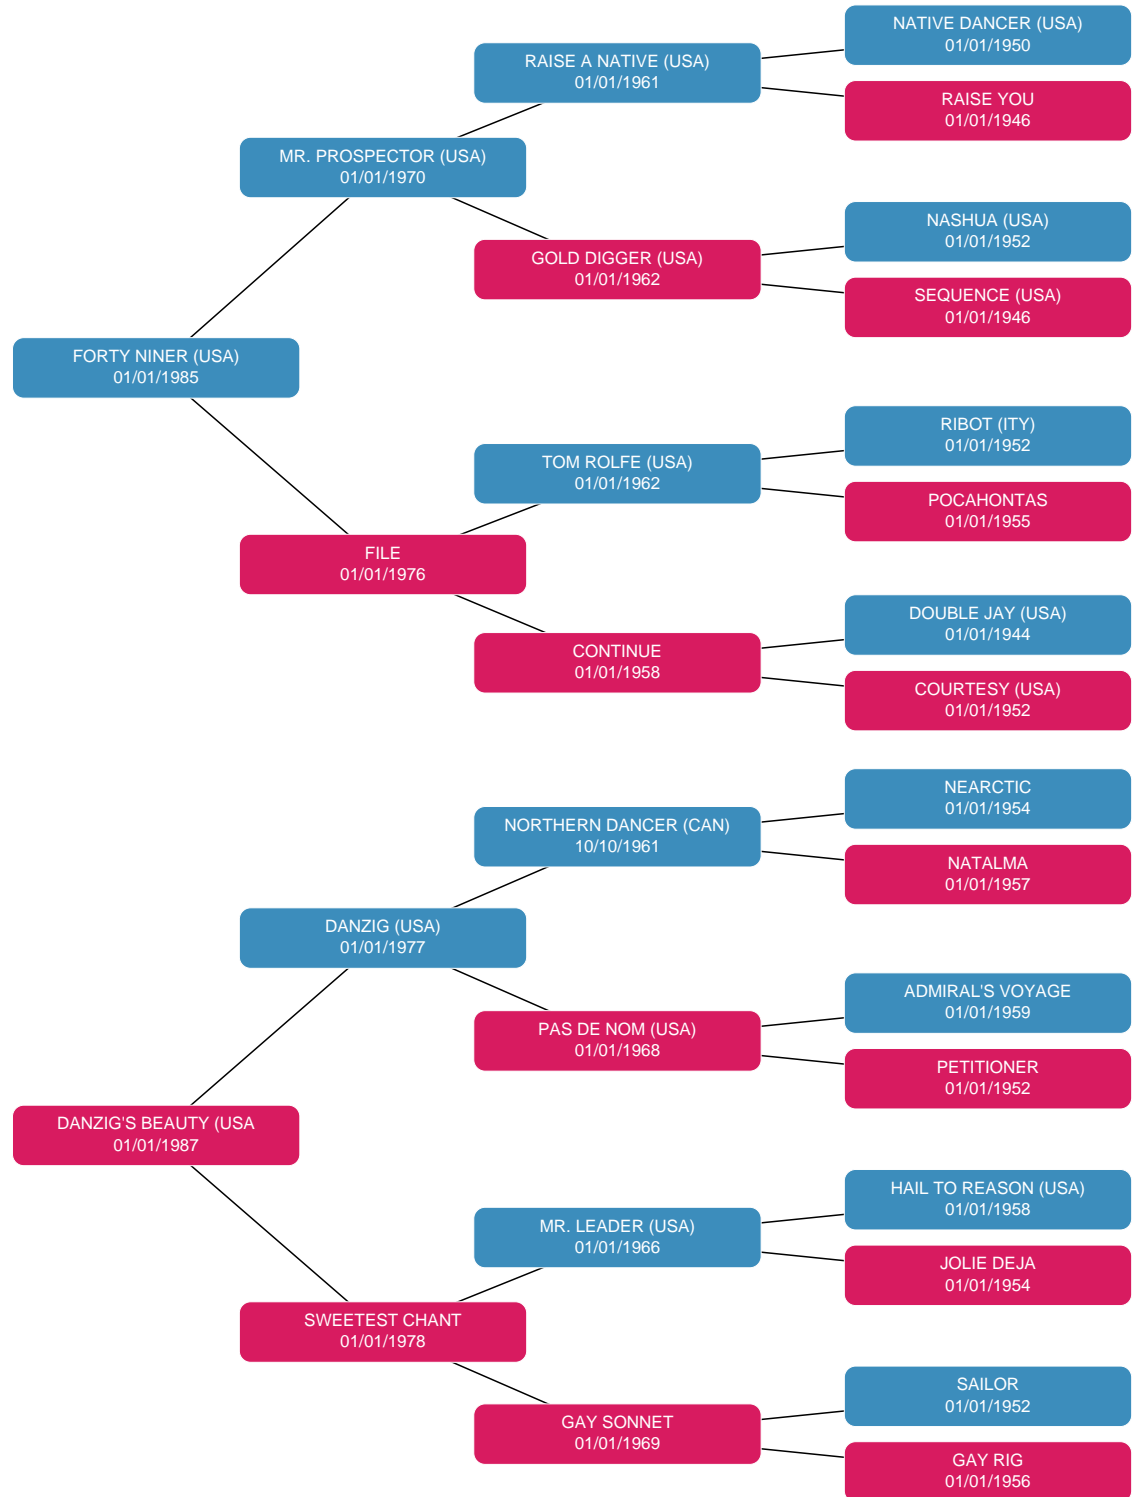 NATIVE DANCER (USA)
01/01/1950
RAISE A NATIVE (USA)
01/01/1961
RAISE YOU
01/01/1946
MR. PROSPECTOR (USA)
01/01/1970
NASHUA (USA)
01/01/1952
GOLD DIGGER (USA)
01/01/1962
SEQUENCE (USA)
01/01/1946
FORTY NINER (USA)
01/01/1985
RIBOT (ITY)
01/01/1952
TOM ROLFE (USA)
01/01/1962
POCAHONTAS
01/01/1955
FILE
01/01/1976
DOUBLE JAY (USA)
01/01/1944
CONTINUE
01/01/1958
COURTESY (USA)
01/01/1952
NEARCTIC
01/01/1954
NORTHERN DANCER (CAN)
10/10/1961
NATALMA
01/01/1957
DANZIG (USA)
01/01/1977
ADMIRAL'S VOYAGE
01/01/1959
PAS DE NOM (USA)
01/01/1968
PETITIONER
01/01/1952
DANZIG'S BEAUTY (USA
01/01/1987
HAIL TO REASON (USA)
01/01/1958
MR. LEADER (USA)
01/01/1966
JOLIE DEJA
01/01/1954
SWEETEST CHANT
01/01/1978
SAILOR
01/01/1952
GAY SONNET
01/01/1969
GAY RIG
01/01/1956